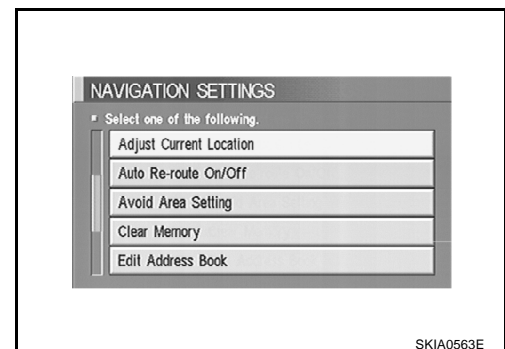 NAVIGATION SETTINGS
Select one of the following.
Adjust Current Location
Auto Re-route On/Off
Avoid Area Setting
Clear Memory
Edit Address Book
SKIA0563E